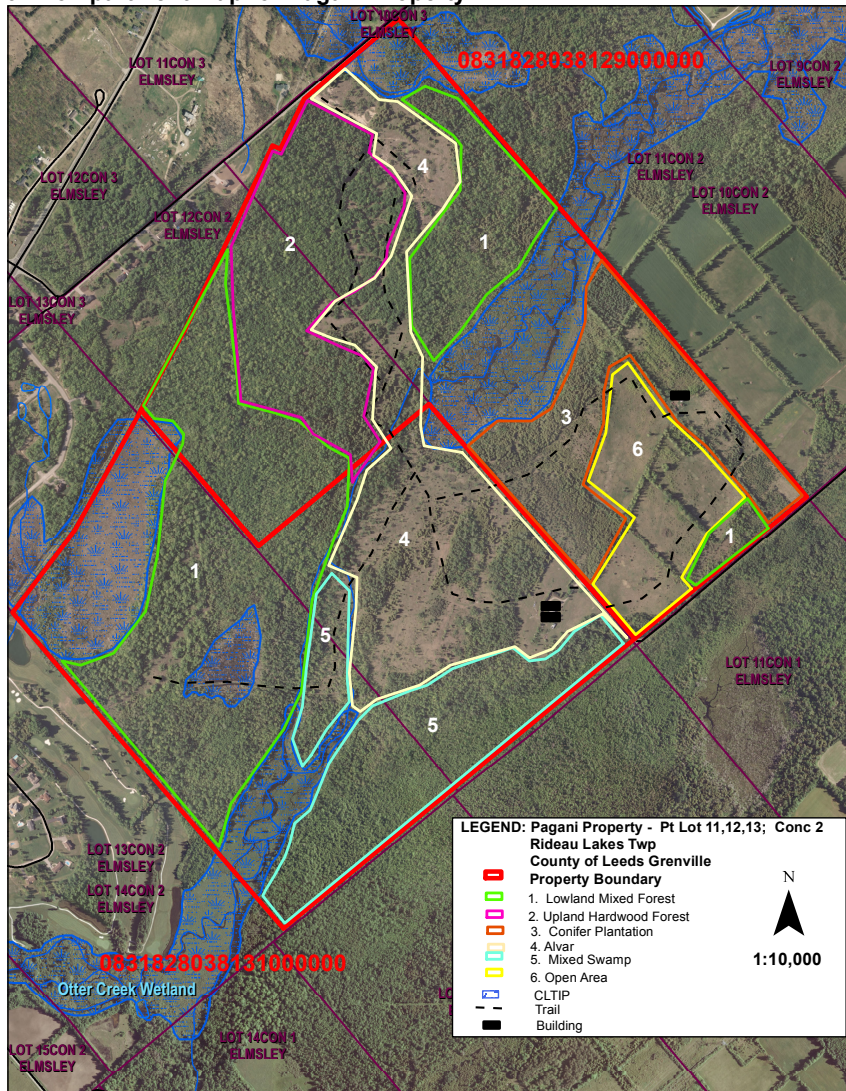 LOT 10CON 3
0831828038129000000
LOT 11CON 3
ELMSLEY
LOT 9CON 2
ELMSLEY
LOT 11CON 2
ELMSLEY
LOT 12CON 3
ELMSLEY
LOT 10CON 2
ELMSLEY
LOT 12CON 2
ELMSLEY
4
2
1
LOT 13CON 3
ELMSLEY
3
6
1
4
1
5
LOT 11CON 1
ELMSLEY
5
LOT 13CON 2
ELMSLEY
LOT 14CON 2
ELMSLEY
0831828038131000000
Otter Creek Wetland
LOT 14CON 1
ELMSLEY
LOT 15CON 2
ELMSLEY
LEGEND: Pagani Property - Pt Lot 11,12,13; Conc 2
Rideau Lakes Twp
County of Leeds Grenville
Property Boundary
1. Lowland Mixed Forest
2. Upland Hardwood Forest
3. Conifer Plantation
4. Alvar
5. Mixed Swamp
6. Open Area
CLTIP
Trail
Building
N
1:10,000